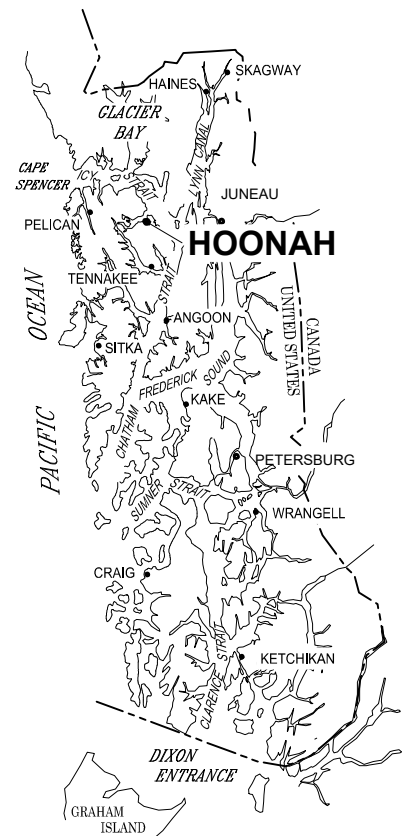 SKAGWAY
HAINES
GLACIER
BAY
LYNN CANAL
CAPE
SPENCER
ICY STRAIT
JUNEAU
PELICAN
HOONAH
TENNAKEE
STRAIT
PACIFIC OCEAN
CANADA
UNITED STATES
ANGOON
SITKA
FREDERICK SOUND
CHATHAM
KAKE
PETERSBURG
SUMNER STRAIT
WRANGELL
CRAIG
CLARENCE STRAIT
KETCHIKAN
DIXON
ENTRANCE
GRAHAM
ISLAND